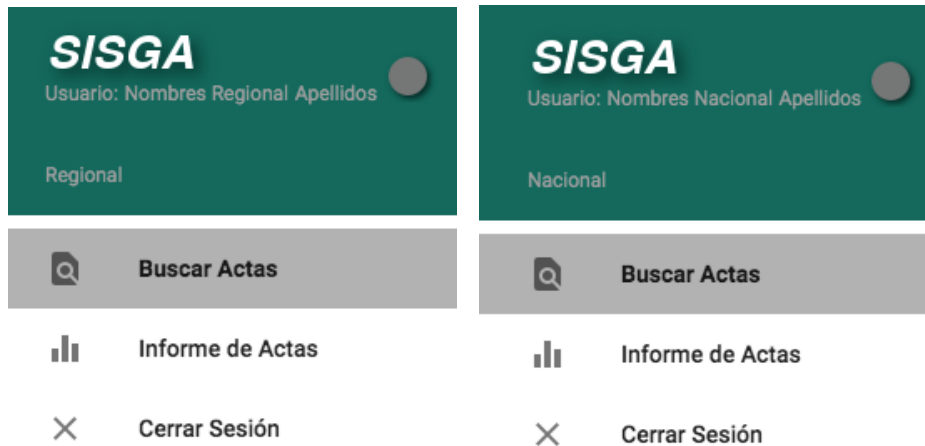 SISGA
Usuario: Nombres Regional Apellidos
Regional
Buscar Actas
Informe de Actas
Cerrar Sesión
SISGA
Usuario: Nombres Nacional Apellidos
Nacional
Buscar Actas
Informe de Actas
Cerrar Sesión